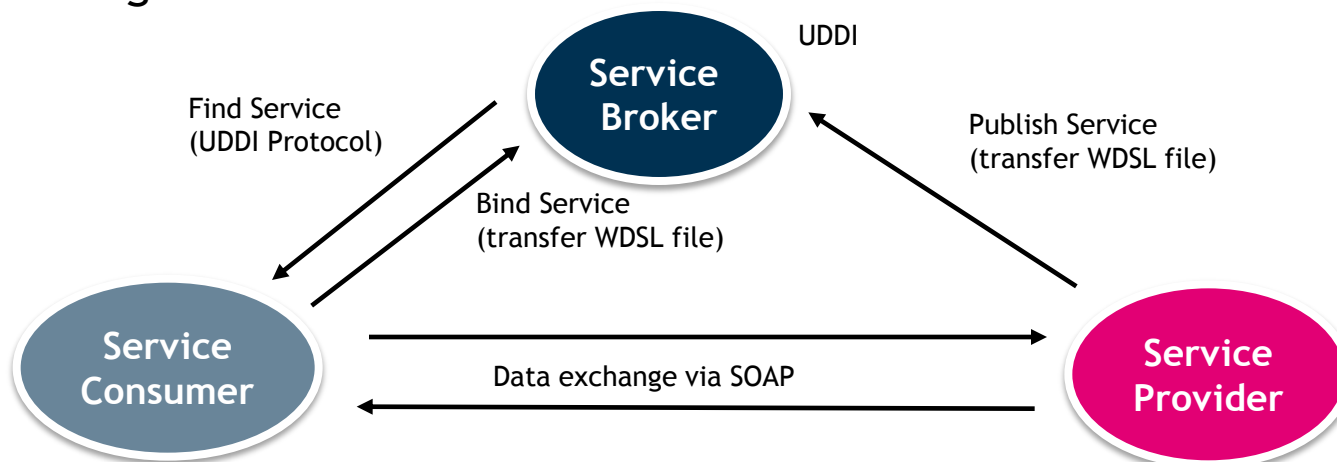 UDDI
Service
Broker
Find Service
(UDDI Protocol)
Publish Service
(transfer WDSL file)
Bind Service
(transfer WDSL file)
Service
Consumer
Data exchange via SOAP
Service
Provider